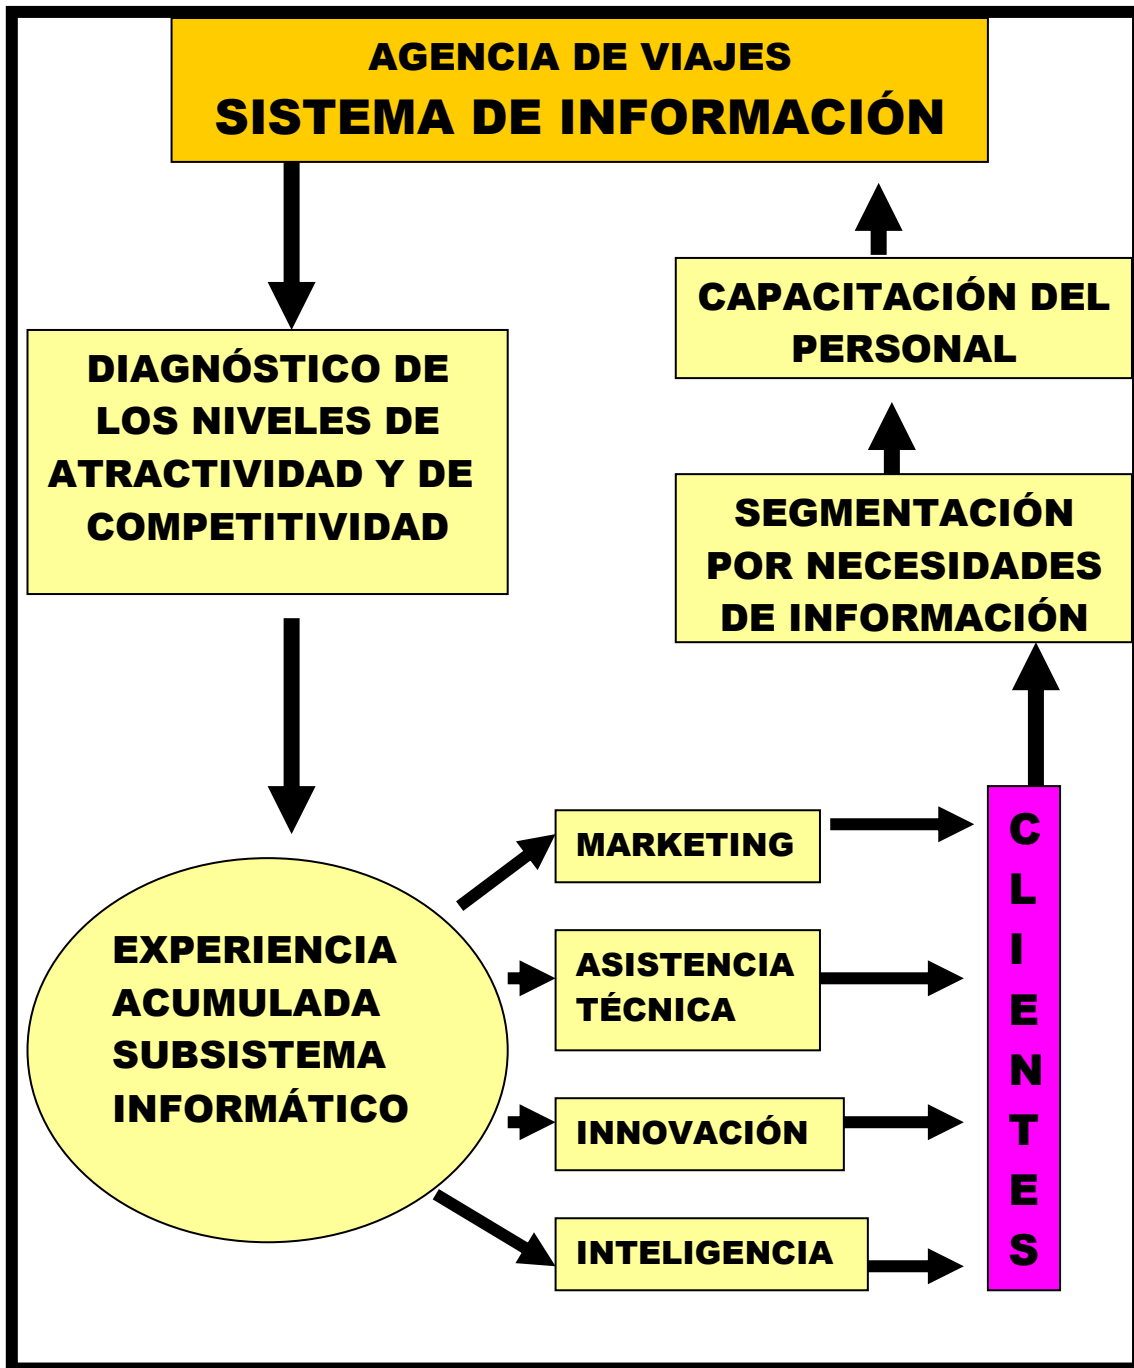 AGENCIA DE VIAJES
SISTEMA DE INFORMACIÓN
CAPACITACIÓN DEL
PERSONAL
DIAGNÓSTICO DE
LOS NIVELES DE
ATRACTIVIDAD Y DE
COMPETITIVIDAD
SEGMENTACIÓN
POR NECESIDADES
DE INFORMACIÓN
EXPERIENCIA
ACUMULADA
SUBSISTEMA
INFORMÁTICO
MARKETING
ASISTENCIA
TÉCNICA
INNOVACIÓN
INTELIGENCIA
CLIENTES